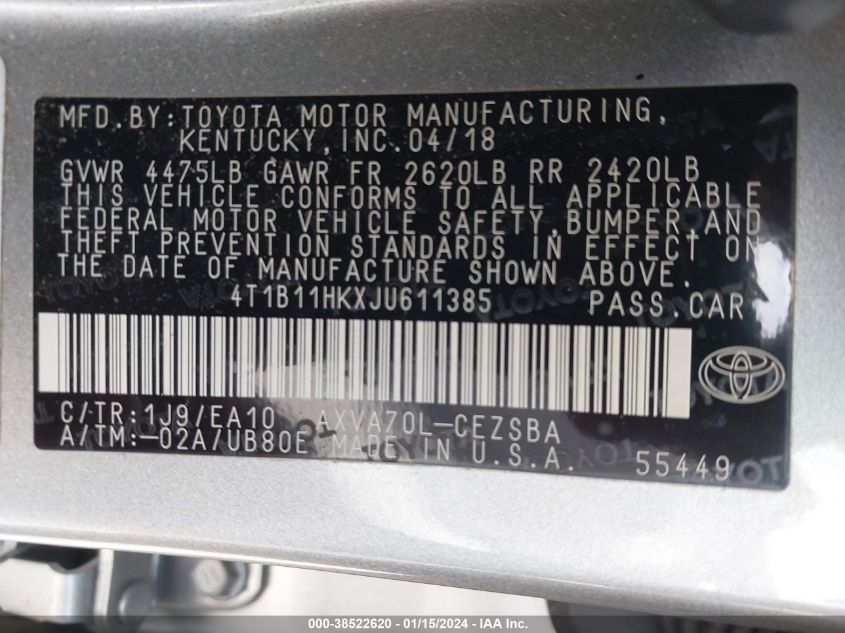 MFD.BY:TOYOTA MOTOR MANUFACTURING,
KENTUCKY,INC.04/18
GVWR 4475LB GAWR FR 2620LB RR 2420LB
THIS VEHICLE CONFORMS TO ALL APPLICABLE
FEDERAL MOTOR VEHICLE SAFETY,BUMPER,AND
THEFT PREVENTION STANDARDS IN EFFECT ON
THE DATE OF MANUFACTURE SHOWN ABOVE.
4T1B11HKXJU611385 PASS.CAR
C/TR:1J9/EA10 AXVA70L-CEZSBA
A/TM:-02A/UB80E MADE IN U.S.A. 55449
000-38522620 - 01/15/2024 - CrashedToys, Inc.